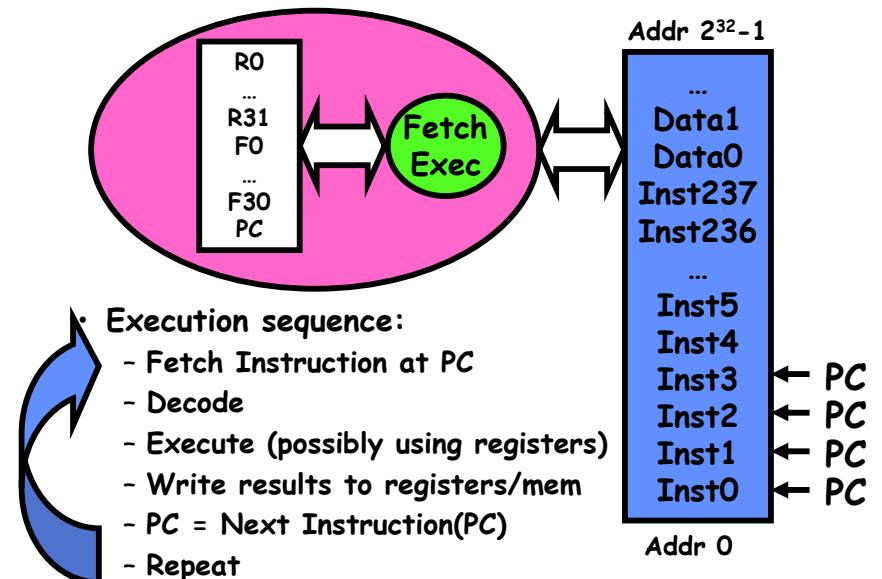 R0
…
R31
F0
…
F30
PC
Fetch
Exec
Addr 2³²-1
…
Data1
Data0
Inst237
Inst236
…
Inst5
Inst4
Inst3
Inst2
Inst1
Inst0
PC
PC
PC
PC
Addr 0
• Execution sequence:
– Fetch Instruction at PC
– Decode
– Execute (possibly using registers)
– Write results to registers/mem
– PC = Next Instruction(PC)
– Repeat